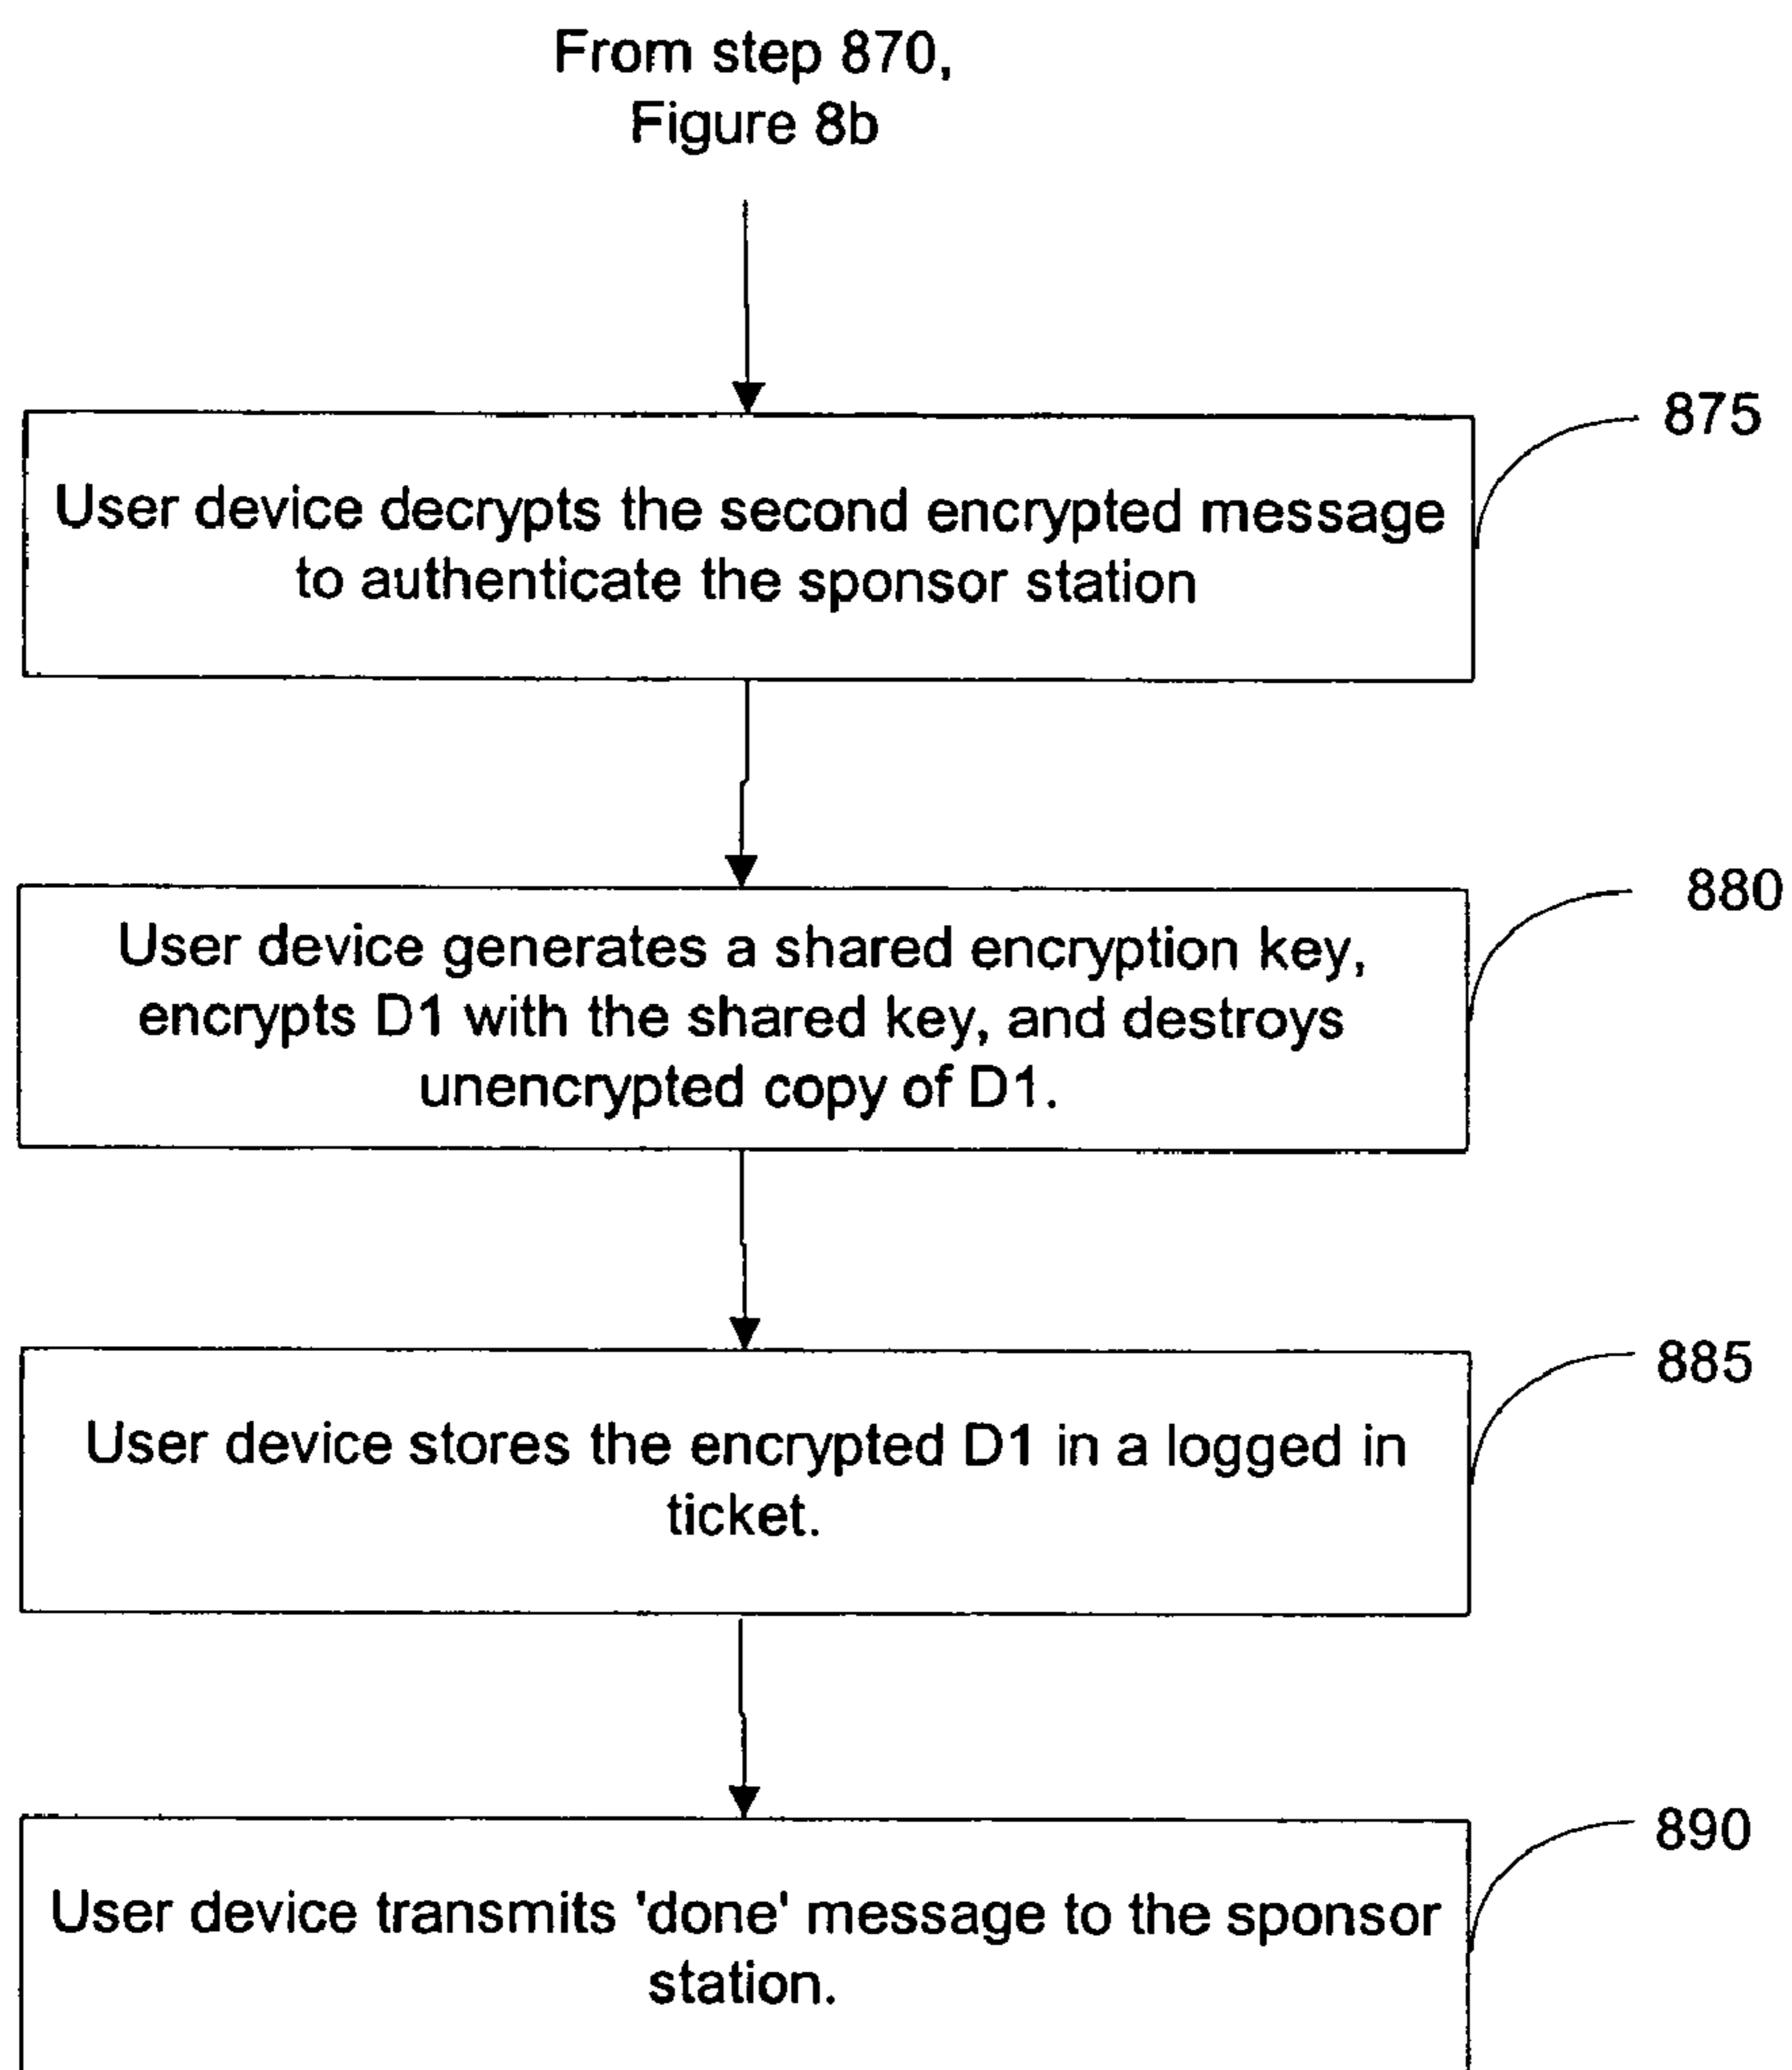 From step 870,
Figure 8b
875
User device decrypts the second encrypted message
to authenticate the sponsor station
880
User device generates a shared encryption key,
encrypts D1 with the shared key, and destroys
unencrypted copy of D1.
885
User device stores the encrypted D1 in a logged in
ticket.
890
User device transmits 'done' message to the sponsor
station.